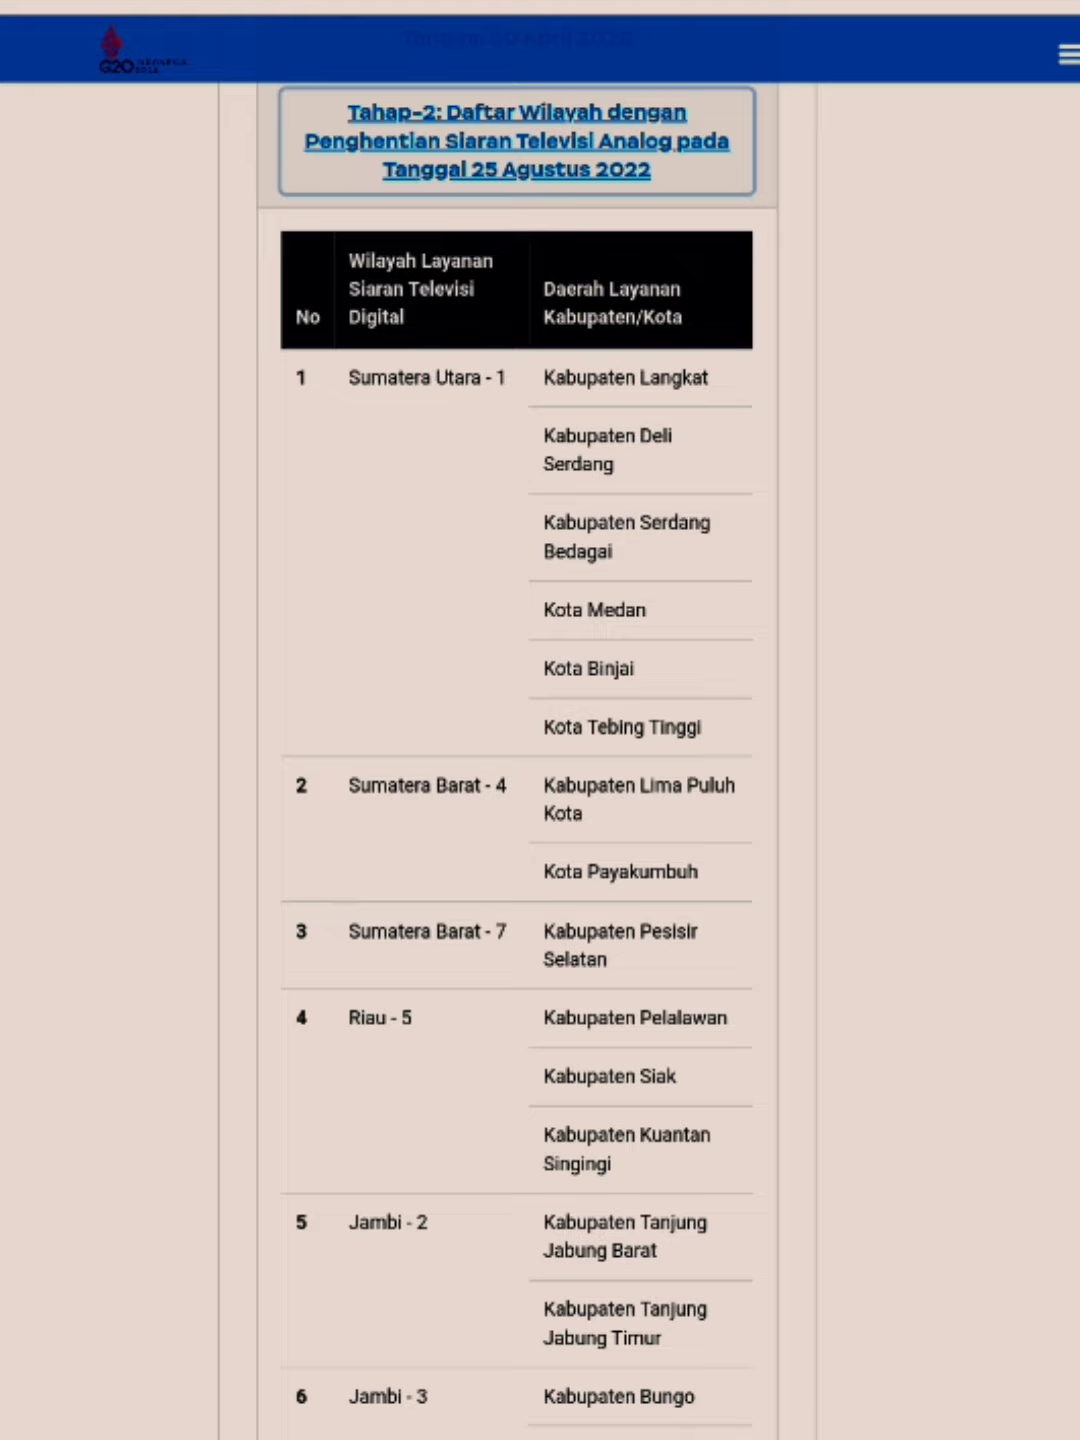 Tanggal 30 April 2022
G20
Tahap-2: Daftar Wilayah dengan
Penghentian Siaran Televisi Analog pada
Tanggal 25 Agustus 2022
No
Wilayah Layanan
Siaran Televisi
Digital
Daerah Layanan
Kabupaten/Kota
1
Sumatera Utara - 1
Kabupaten Langkat
Kabupaten Deli
Serdang
Kabupaten Serdang
Bedagai
Kota Medan
Kota Binjai
Kota Tebing Tinggi
2
Sumatera Barat - 4
Kabupaten Lima Puluh
Kota
Kota Payakumbuh
3
Sumatera Barat - 7
Kabupaten Pesisir
Selatan
4
Riau - 5
Kabupaten Pelalawan
Kabupaten Siak
Kabupaten Kuantan
Singingi
5
Jambi - 2
Kabupaten Tanjung
Jabung Barat
Kabupaten Tanjung
Jabung Timur
6
Jambi - 3
Kabupaten Bungo